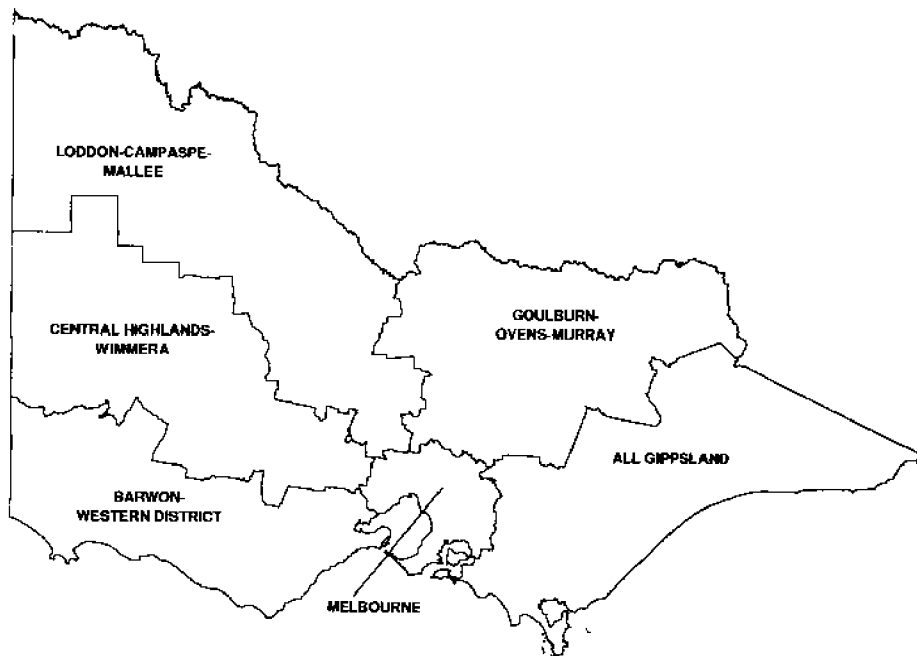 LODDON-CAMPASPE-
MALLEE
CENTRAL HIGHLANDS-
WIMMERA
GOULBURN-
OVENS-MURRAY
ALL GIPPSLAND
BARWON-
WESTERN DISTRICT
MELBOURNE